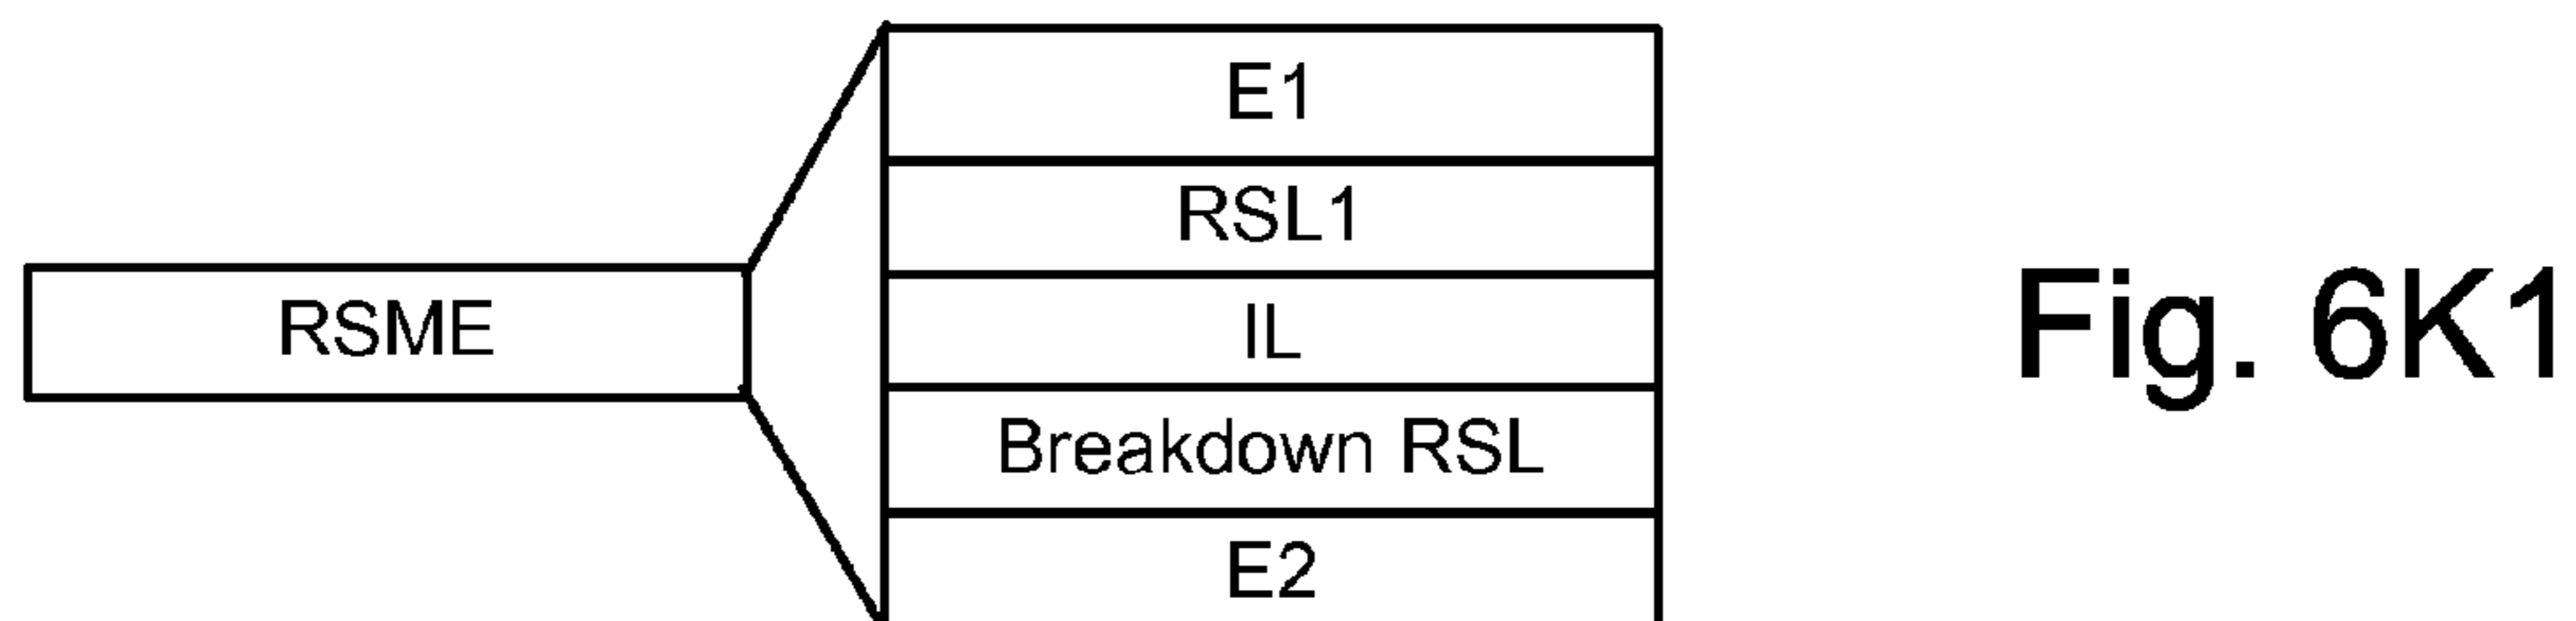 E1
RSL1
RSME
IL
Breakdown RSL
E2
Fig. 6K1